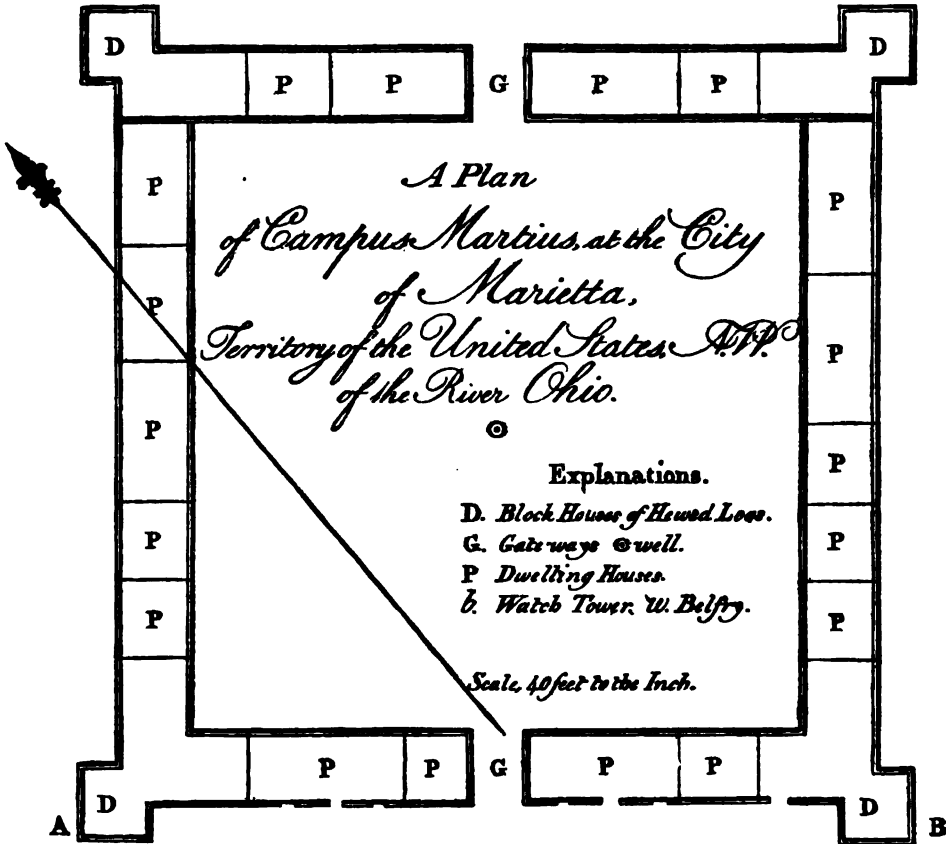 D D
P P G P P
P P
A Plan
of Campus Martius, at the City
of Marietta,
Territory of the United States, N.W.
of the River Ohio.
P P
P P
Explanations.
D. Block Houses of Hewed Logs.
G. Gateways ⊚ well.
P Dwelling Houses.
b. Watch Tower, W. Belfry.
P P
P P
Scale, 40 feet to the Inch.
P P G P P
A D D B